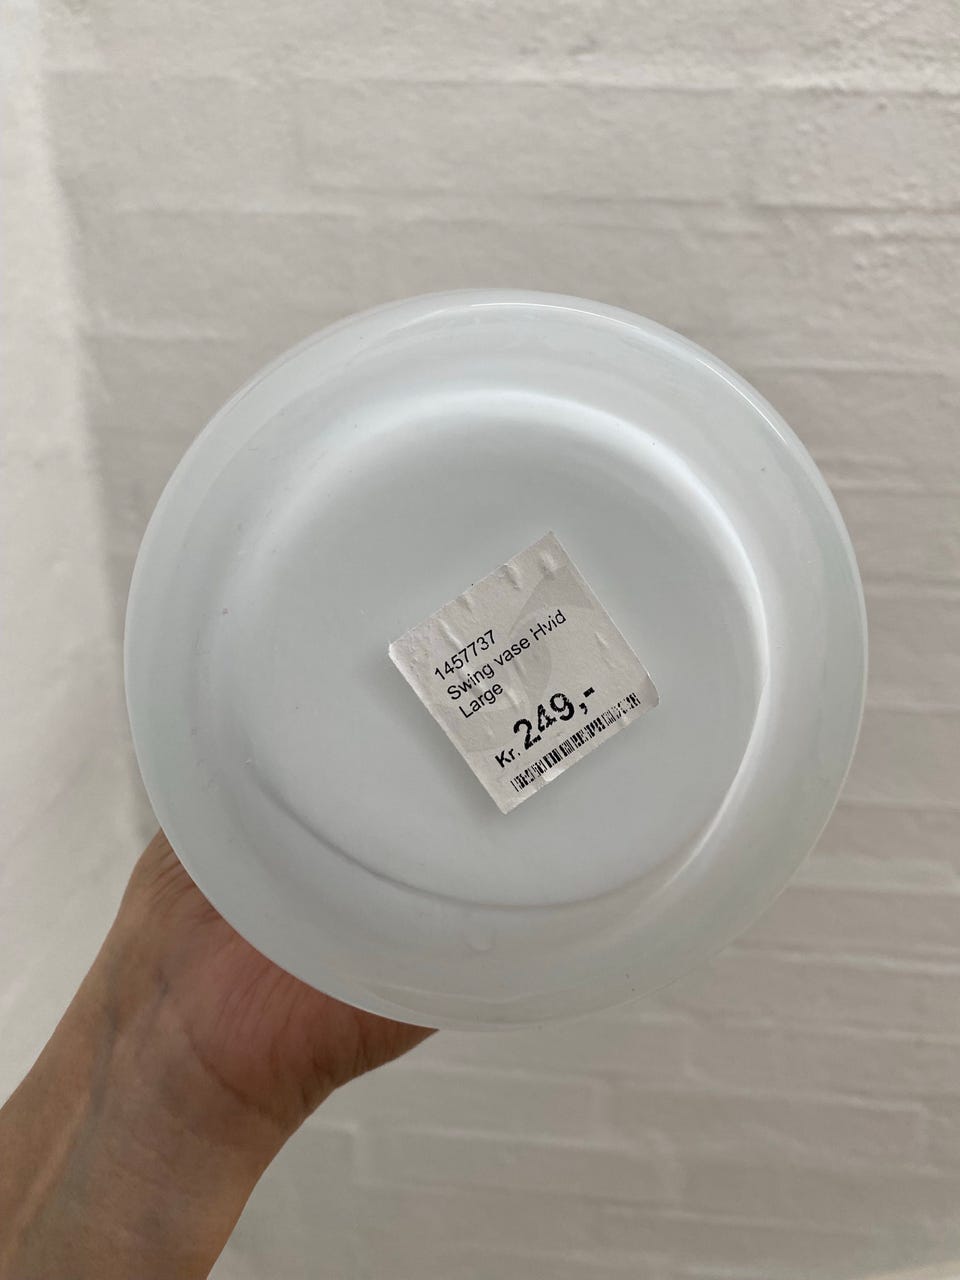 1457737
Swing vase Hvid
Large
Kr. 249,-